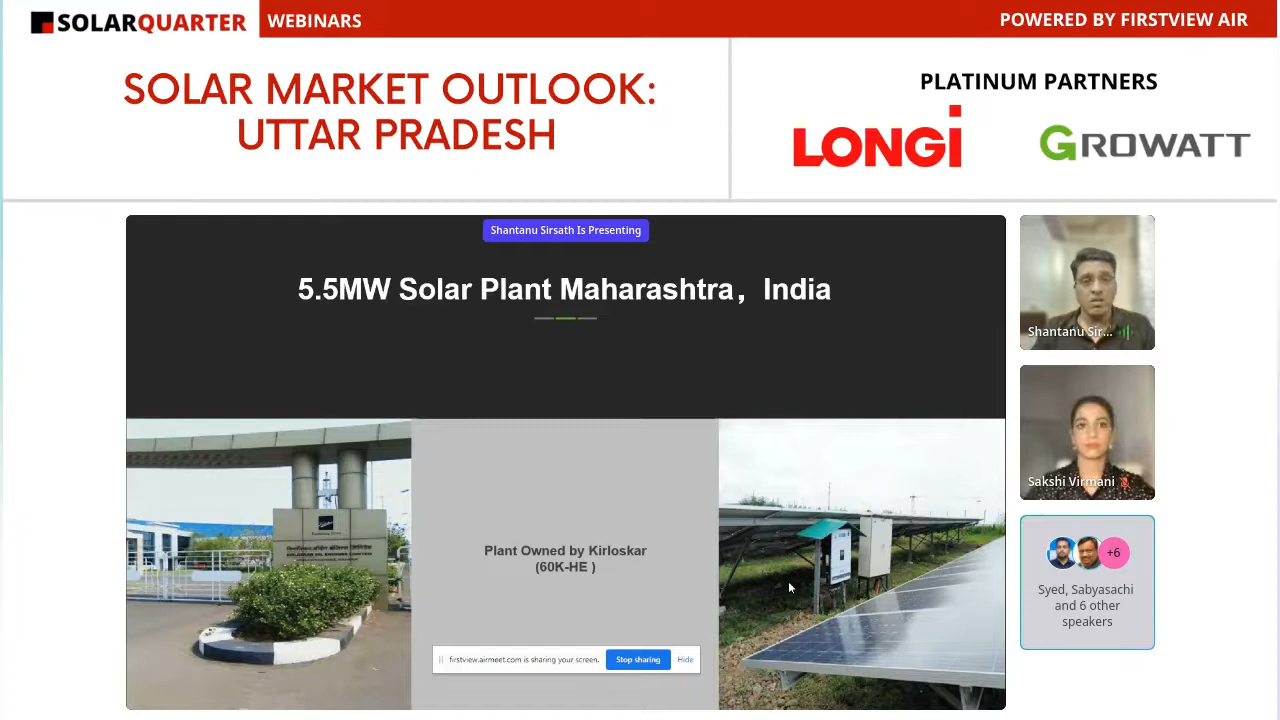 SOLARQUARTER
WEBINARS
POWERED BY FIRSTVIEW AIR
SOLAR MARKET OUTLOOK:
UTTAR PRADESH
PLATINUM PARTNERS
LONGi
GROWATT
Shantanu Sirsath Is Presenting
5.5MW Solar Plant Maharashtra，India
Plant Owned by Kirloskar
(60K-HE )
firstview.airmeet.com is sharing your screen.
Stop sharing
Hide
Shantanu Sir...
Sakshi Virmani
+6
Syed, Sabyasachi
and 6 other
speakers